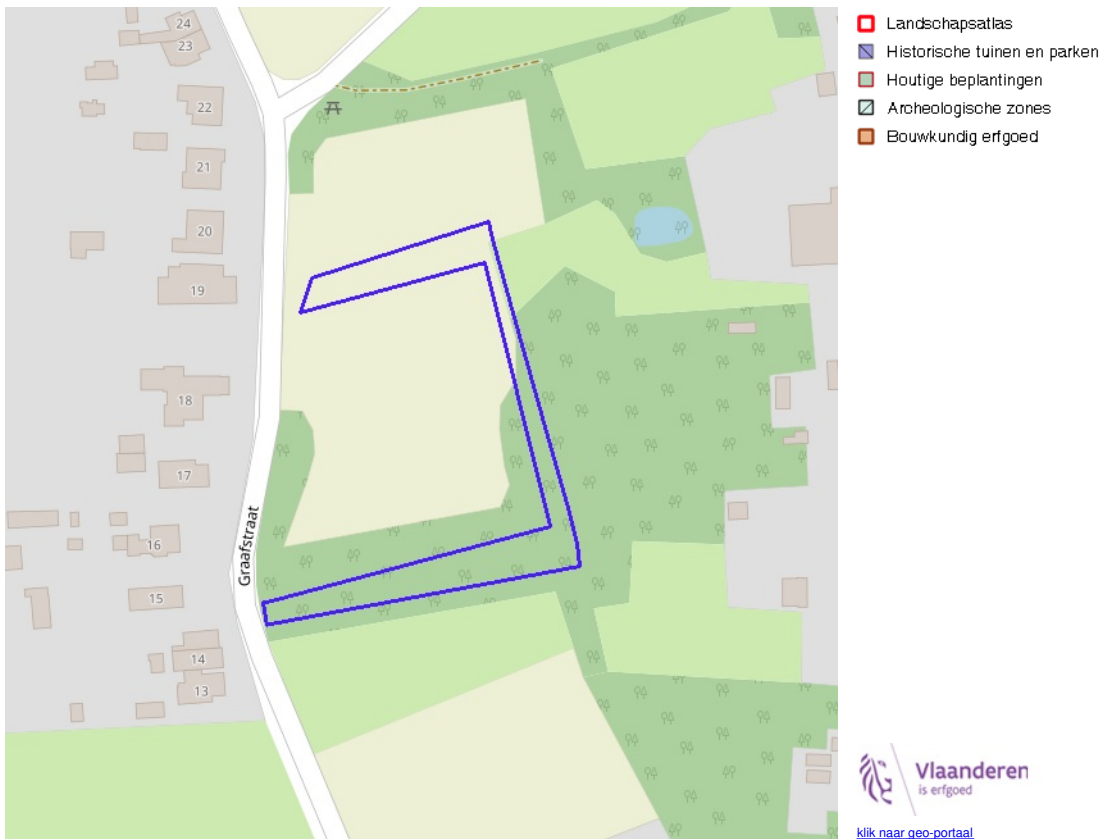 24
23
22
21
20
19
18
17
16
15
14
13
Graafstraat
Landschapsatlas
Historische tuinen en parken
Houtige beplantingen
Archeologische zones
Bouwkundig erfgoed
Vlaanderen
is erfgoed
klik naar geo-portaal